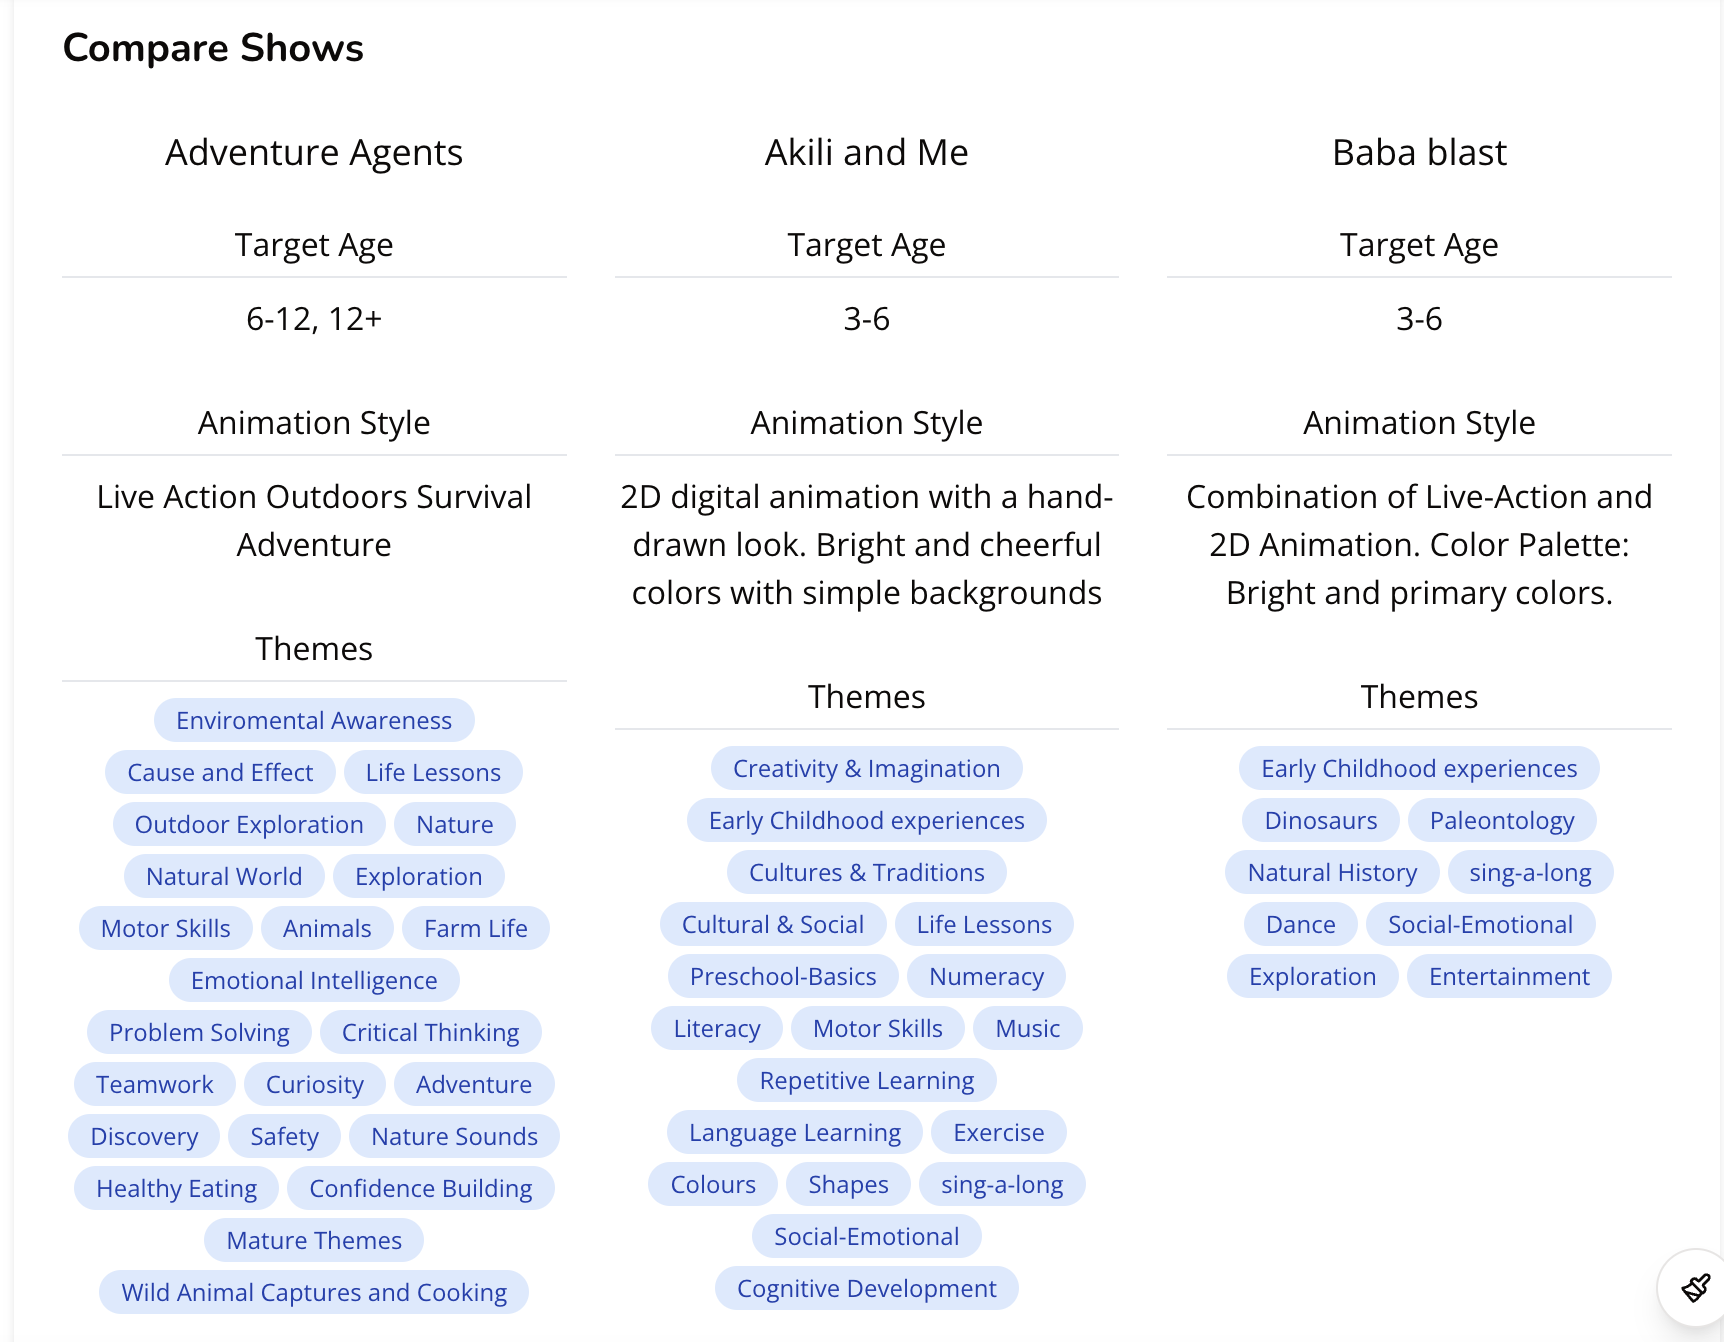 Compare Shows
Adventure Agents
Target Age
6-12, 12+
Animation Style
Live Action Outdoors Survival
Adventure
Themes
Enviromental Awareness
Cause and Effect Life Lessons
Outdoor Exploration Nature
Natural World Exploration
Motor Skills Animals Farm Life
Emotional Intelligence
Problem Solving Critical Thinking
Teamwork Curiosity Adventure
Discovery Safety Nature Sounds
Healthy Eating Confidence Building
Mature Themes
Wild Animal Captures and Cooking
Akili and Me
Target Age
3-6
Animation Style
2D digital animation with a hand-
drawn look. Bright and cheerful
colors with simple backgrounds
Themes
Creativity & Imagination
Early Childhood experiences
Cultures & Traditions
Cultural & Social Life Lessons
Preschool-Basics Numeracy
Literacy Motor Skills Music
Repetitive Learning
Language Learning Exercise
Colours Shapes sing-a-long
Social-Emotional
Cognitive Development
Baba blast
Target Age
3-6
Animation Style
Combination of Live-Action and
2D Animation. Color Palette:
Bright and primary colors.
Themes
Early Childhood experiences
Dinosaurs Paleontology
Natural History sing-a-long
Dance Social-Emotional
Exploration Entertainment